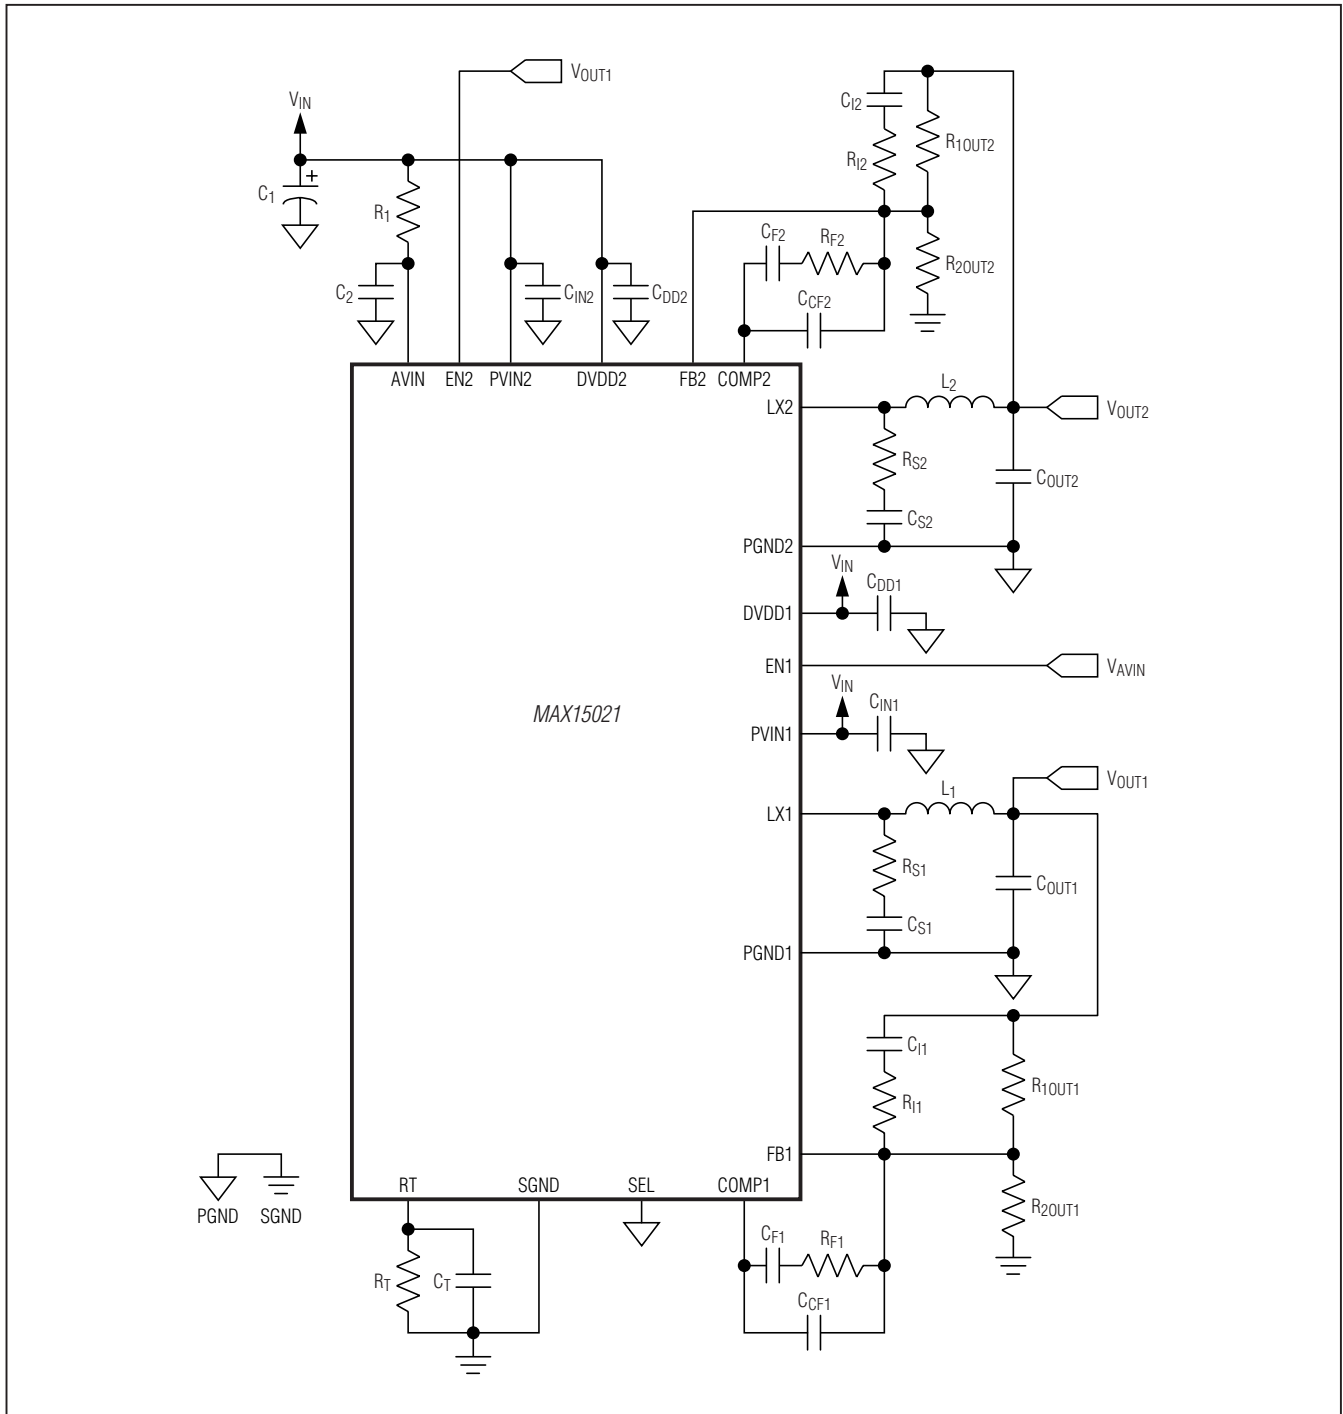 VOUT1
VIN
C1
+
R1
C2
CIN2
CDD2
CI2
RI2
R1OUT2
CF2
RF2
R2OUT2
CCF2
AVIN
EN2
PVIN2
DVDD2
FB2
COMP2
LX2
L2
VOUT2
RS2
COUT2
CS2
PGND2
VIN
CDD1
DVDD1
EN1
VAVIN
VIN
CIN1
MAX15021
PVIN1
VOUT1
L1
LX1
RS1
COUT1
CS1
PGND1
CI1
R1OUT1
RI1
FB1
RT
SGND
SEL
COMP1
PGND
SGND
R2OUT1
CF1
RF1
RT
CT
CCF1